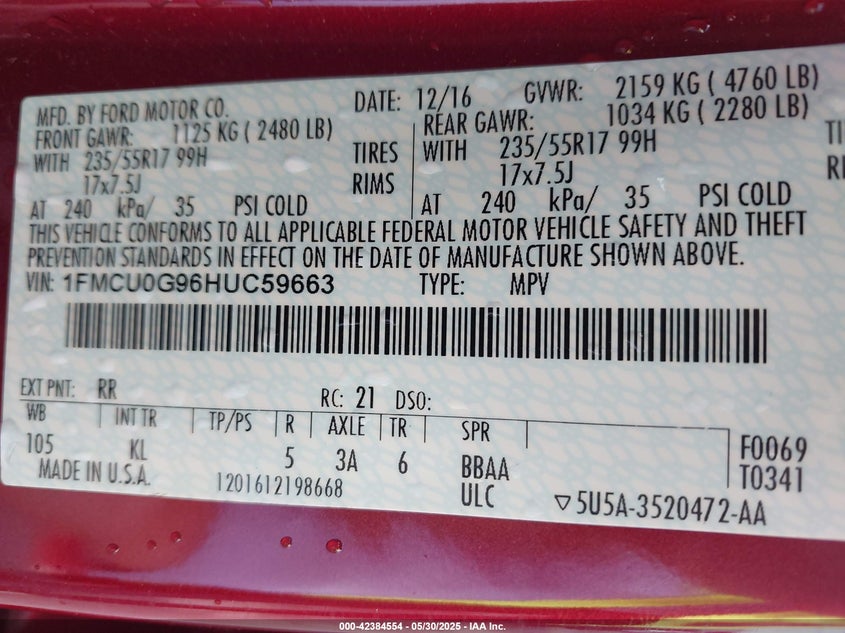 MFD. BY FORD MOTOR CO. DATE: 12/16 GVWR: 2159 KG ( 4760 LB)
FRONT GAWR: 1125 KG ( 2480 LB) REAR GAWR: 1034 KG ( 2280 LB)
WITH 235/55R17 99H TIRES WITH 235/55R17 99H TI
17x7.5J RIMS 17x7.5J RI
AT 240 kPa/ 35 PSI COLD AT 240 kPa/ 35 PSI COLD
THIS VEHICLE CONFORMS TO ALL APPLICABLE FEDERAL MOTOR VEHICLE SAFETY AND THEFT
PREVENTION STANDARDS IN EFFECT ON THE DATE OF MANUFACTURE SHOWN ABOVE.
VIN: 1FMCU0G96HUC59663 TYPE: MPV
EXT PNT: RR RC: 21 DSO:
WB INT TR TP/PS R AXLE TR SPR
105 KL 5 3A 6 BBAA F0069
MADE IN U.S.A. 1201612198668 ULC T0341
▽5U5A-3520472-AA
000-42384554 - 05/30/2025 - IAA Inc.